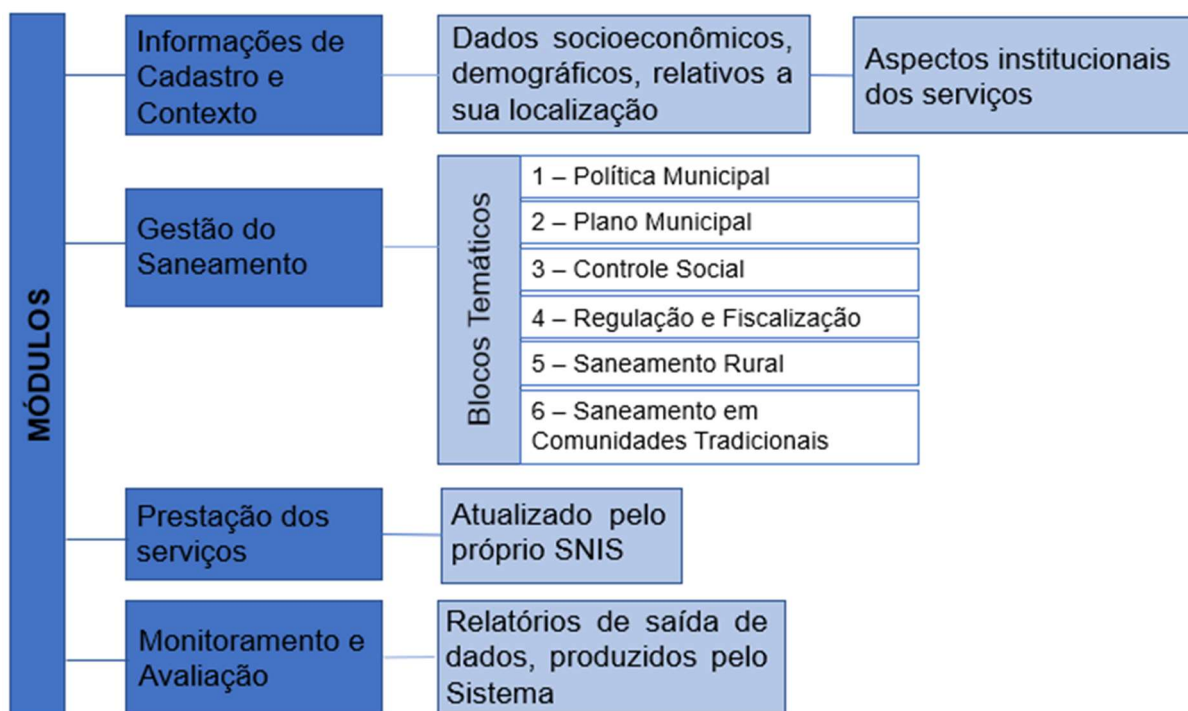 MÓDULOS
Informações de
Cadastro e
Contexto
Dados socioeconômicos,
demográficos, relativos a
sua localização
Aspectos institucionais
dos serviços
Gestão do
Saneamento
Blocos Temáticos
1 – Política Municipal
2 – Plano Municipal
3 – Controle Social
4 – Regulação e Fiscalização
5 – Saneamento Rural
6 – Saneamento em
Comunidades Tradicionais
Prestação dos
serviços
Atualizado pelo
próprio SNIS
Monitoramento e
Avaliação
Relatórios de saída de
dados, produzidos pelo
Sistema